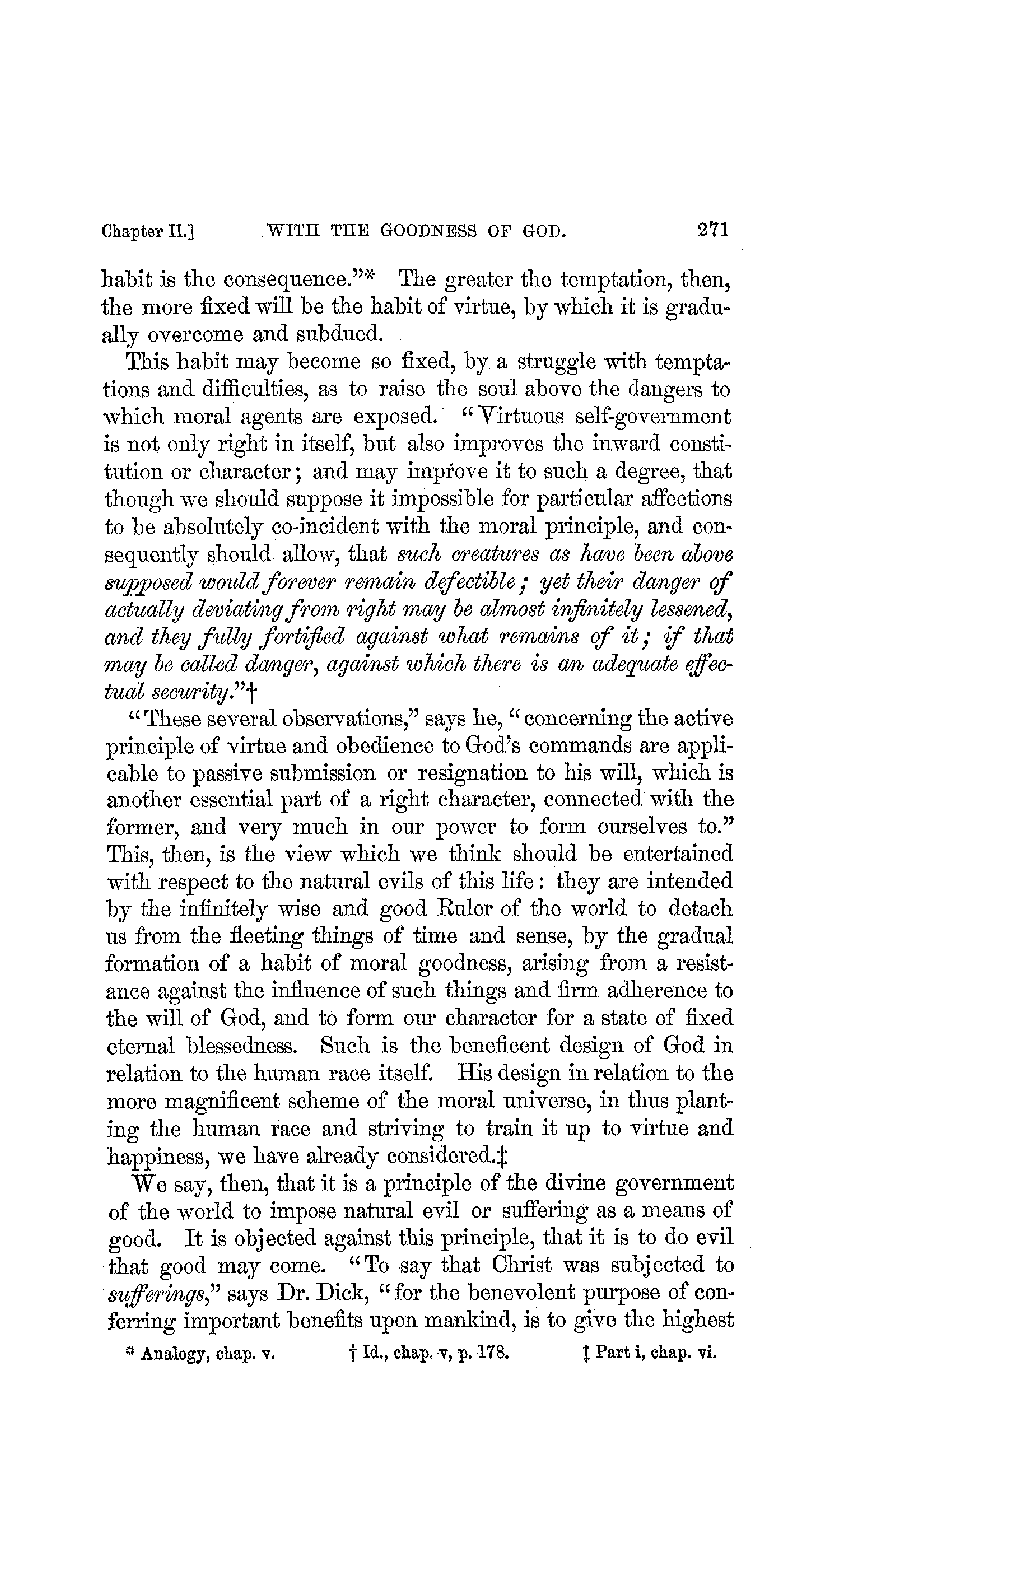 Chapter II.] WITH THE GOODNESS OF GOD. 271
habit is the consequence."* The greater the temptation, then,
the more fixed will be the habit of virtue, by which it is gradu-
ally overcome and subdued.
This habit may become so fixed, by a struggle with tempta-
tions and difficulties, as to raise the soul above the dangers to
which moral agents are exposed. "Virtuous self-government
is not only right in itself, but also improves the inward consti-
tution or character; and may improve it to such a degree, that
though we should suppose it impossible for particular affections
to be absolutely co-incident with the moral principle, and con-
sequently should allow, that such creatures as have been above
supposed would forever remain defectible; yet their danger of
actually deviating from right may be almost infinitely lessened,
and they fully fortified against what remains of it; if that
may be called danger, against which there is an adequate effec-
tual security."†
"These several observations," says he, "concerning the active
principle of virtue and obedience to God's commands are appli-
cable to passive submission or resignation to his will, which is
another essential part of a right character, connected with the
former, and very much in our power to form ourselves to."
This, then, is the view which we think should be entertained
with respect to the natural evils of this life: they are intended
by the infinitely wise and good Ruler of the world to detach
us from the fleeting things of time and sense, by the gradual
formation of a habit of moral goodness, arising from a resist-
ance against the influence of such things and firm adherence to
the will of God, and to form our character for a state of fixed
eternal blessedness. Such is the beneficent design of God in
relation to the human race itself. His design in relation to the
more magnificent scheme of the moral universe, in thus plant-
ing the human race and striving to train it up to virtue and
happiness, we have already considered.‡
We say, then, that it is a principle of the divine government
of the world to impose natural evil or suffering as a means of
good. It is objected against this principle, that it is to do evil
that good may come. "To say that Christ was subjected to
sufferings," says Dr. Dick, "for the benevolent purpose of con-
ferring important benefits upon mankind, is to give the highest
* Analogy, chap. v. † Id., chap. v, p. 178. ‡ Part i, chap. vi.